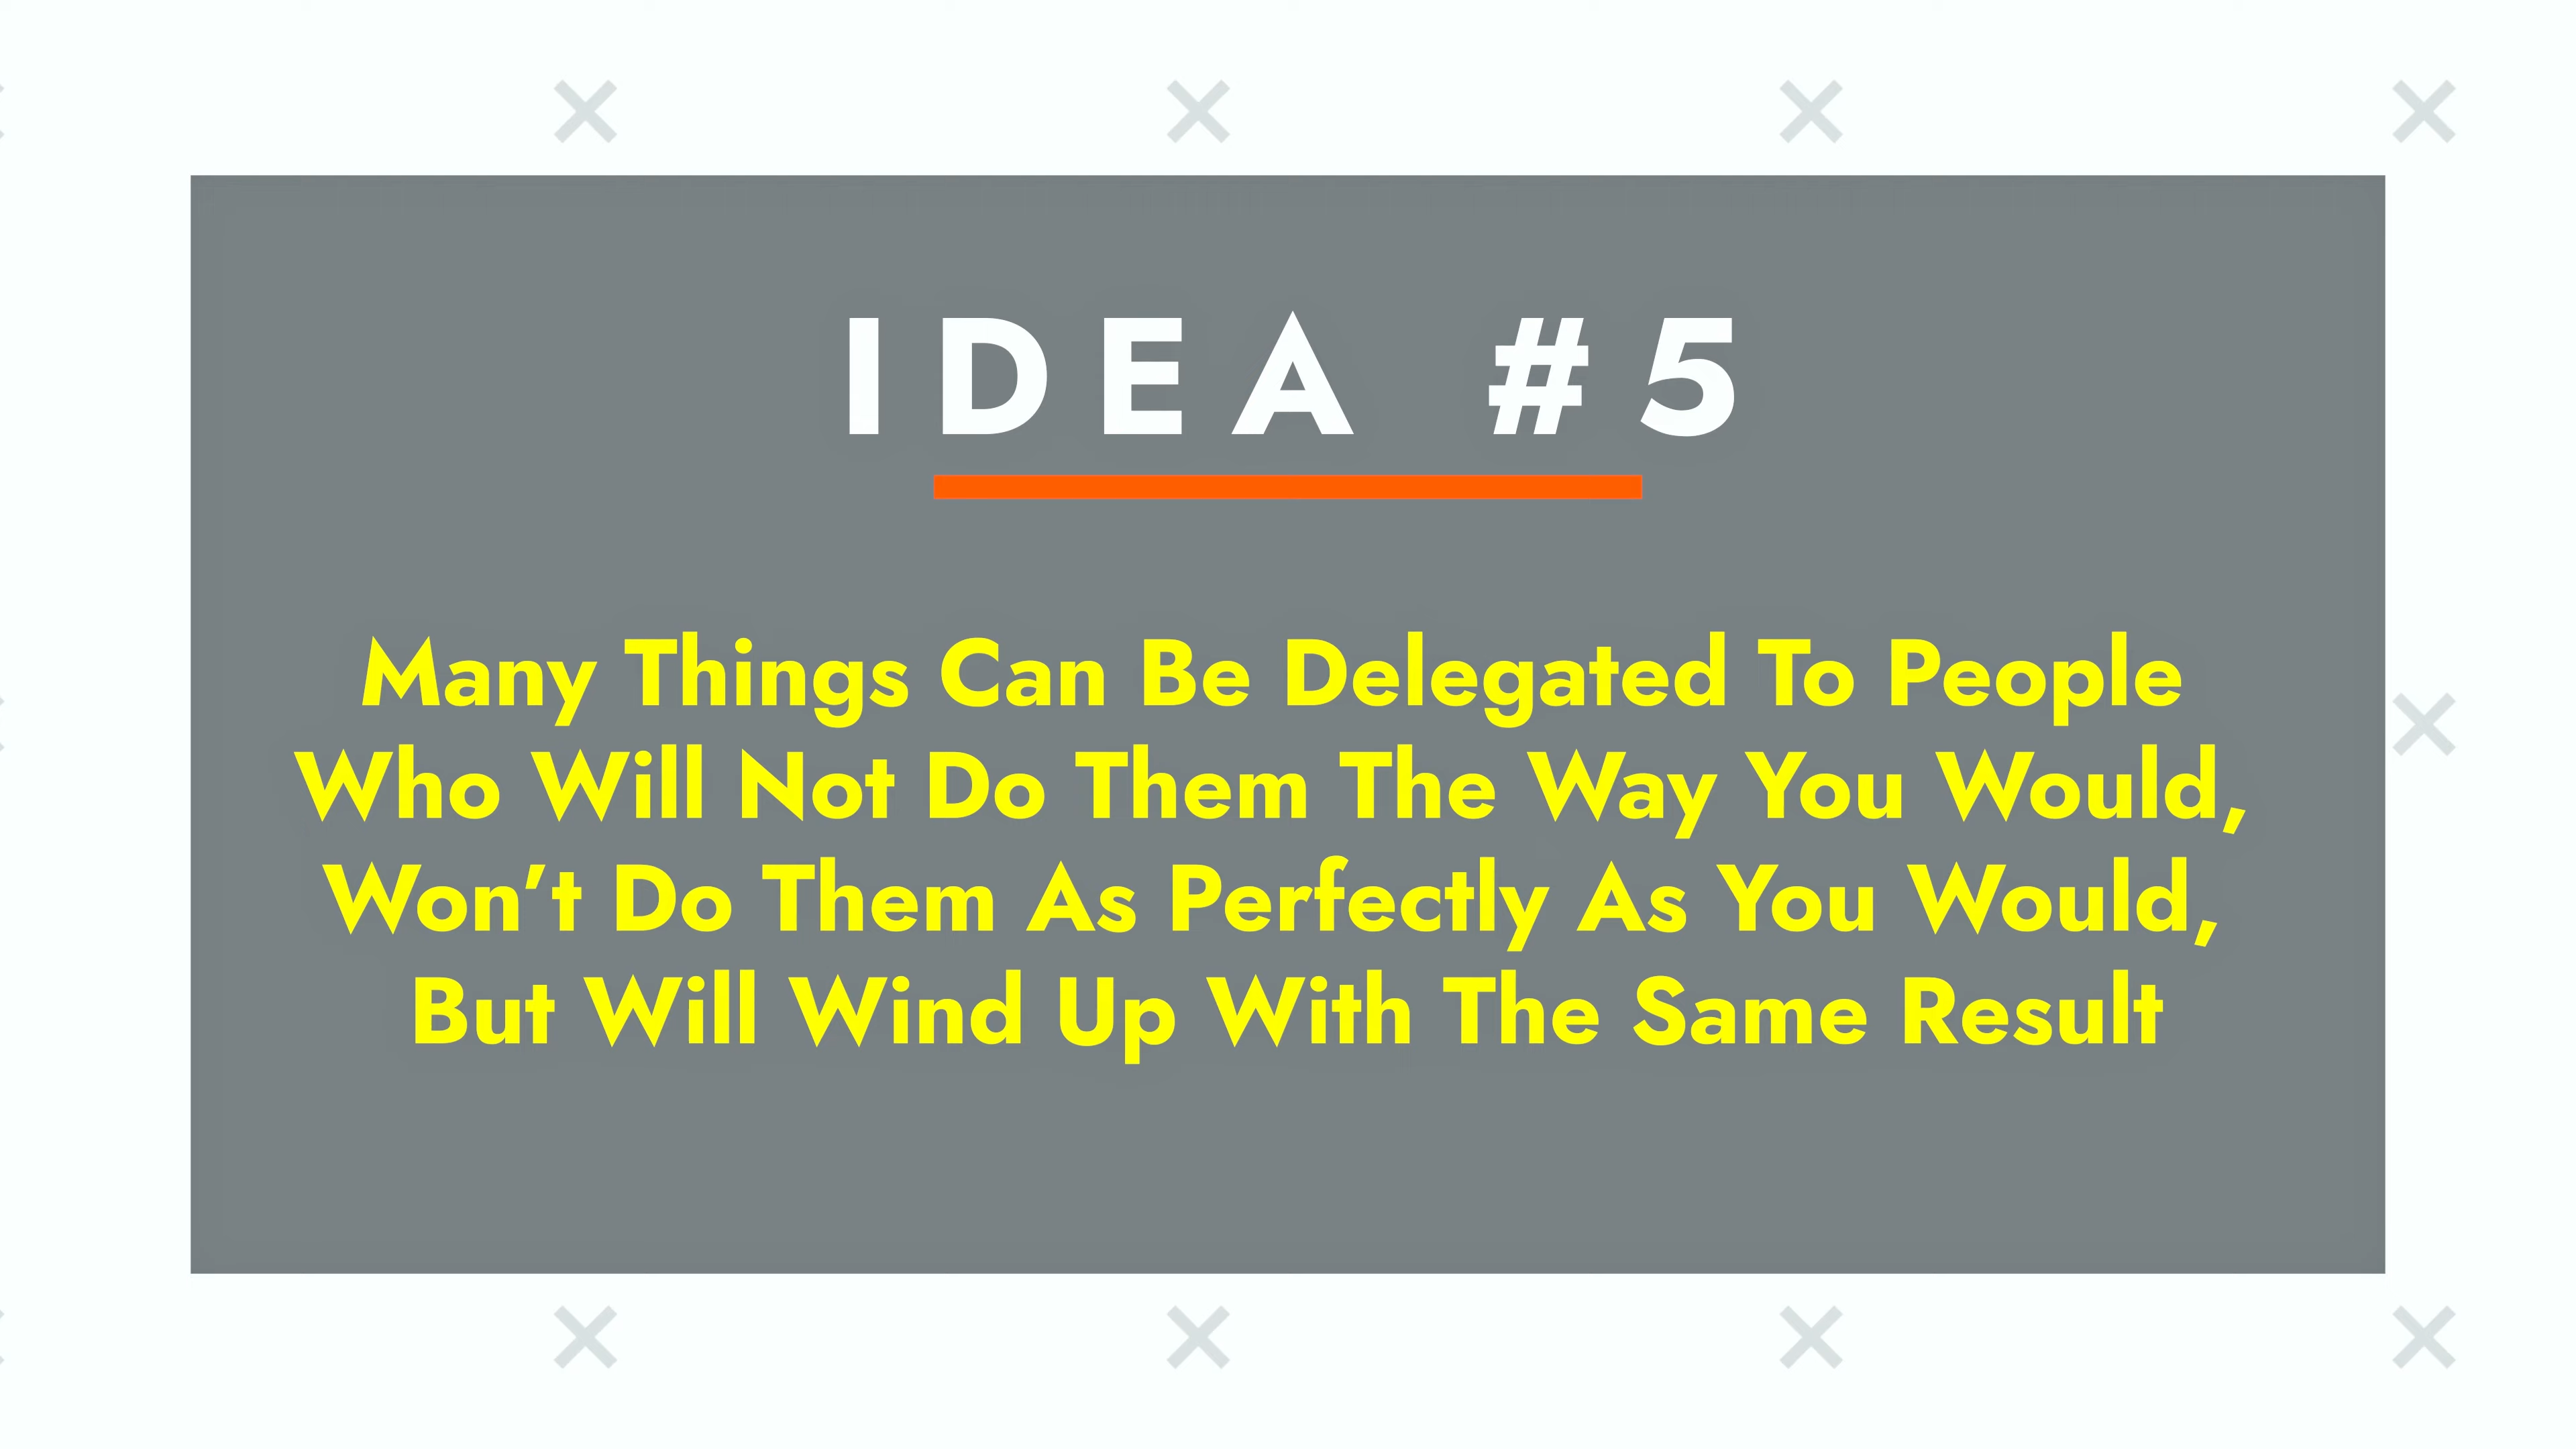 IDEA #5
Many Things Can Be Delegated To People
Who Will Not Do Them The Way You Would,
Won't Do Them As Perfectly As You Would,
But Will Wind Up With The Same Result